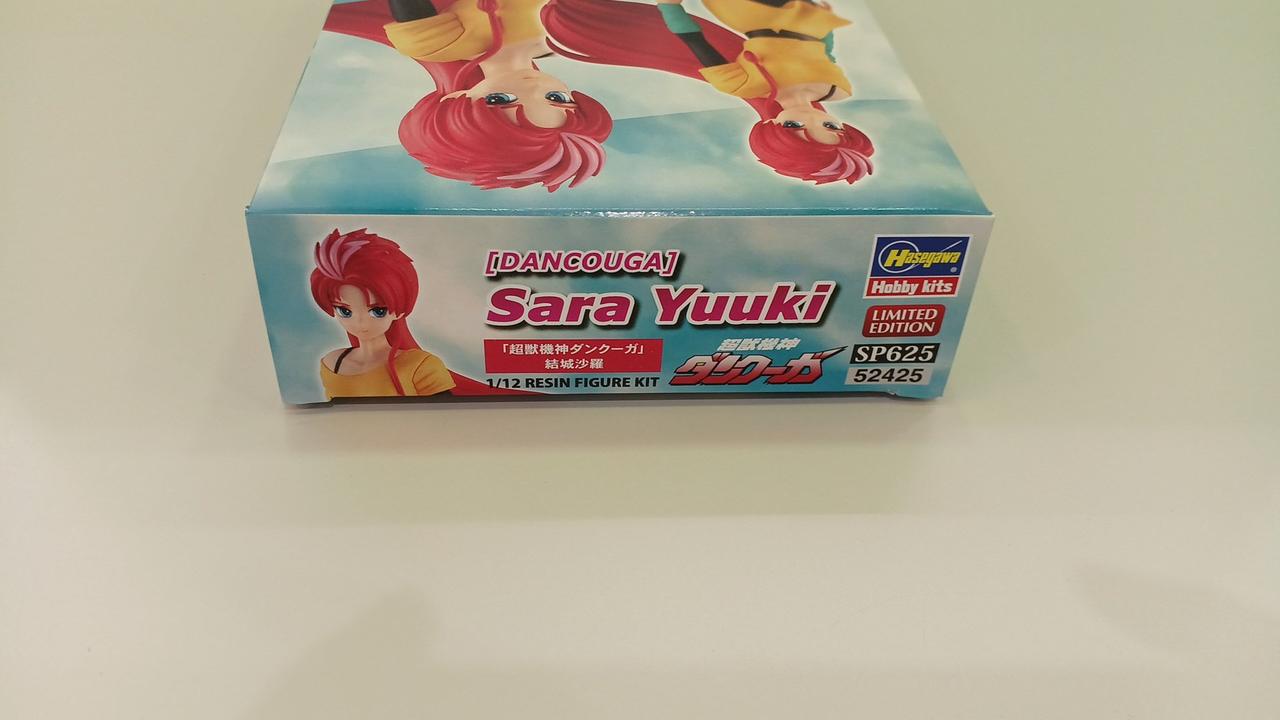 [DANCOUGA]
Sara Yuuki
「超獣機神ダンクーガ」
結城沙羅
1/12 RESIN FIGURE KIT
超獣機神
ダンクーガ
Hasegawa
Hobby kits
LIMITED
EDITION
SP625
52425